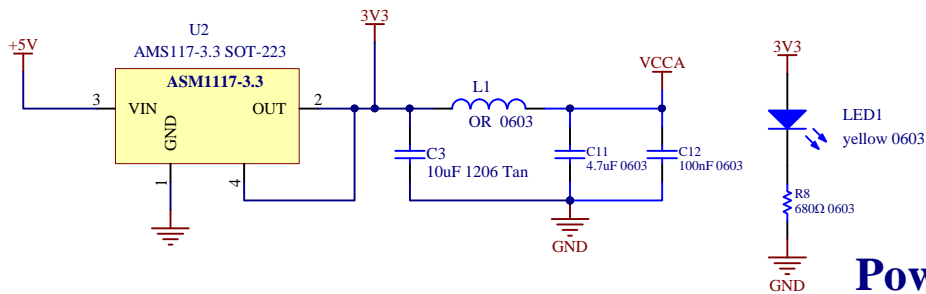 U2
AMS117-3.3 SOT-223
+5V
3V3
ASM1117-3.3
3
VIN
GND
OUT
2
1
4
C3
10uF 1206 Tan
L1
OR 0603
VCCA
C11
4.7uF 0603
C12
100nF 0603
GND
3V3
LED1
yellow 0603
R8
680Ω 0603
GND
Pow